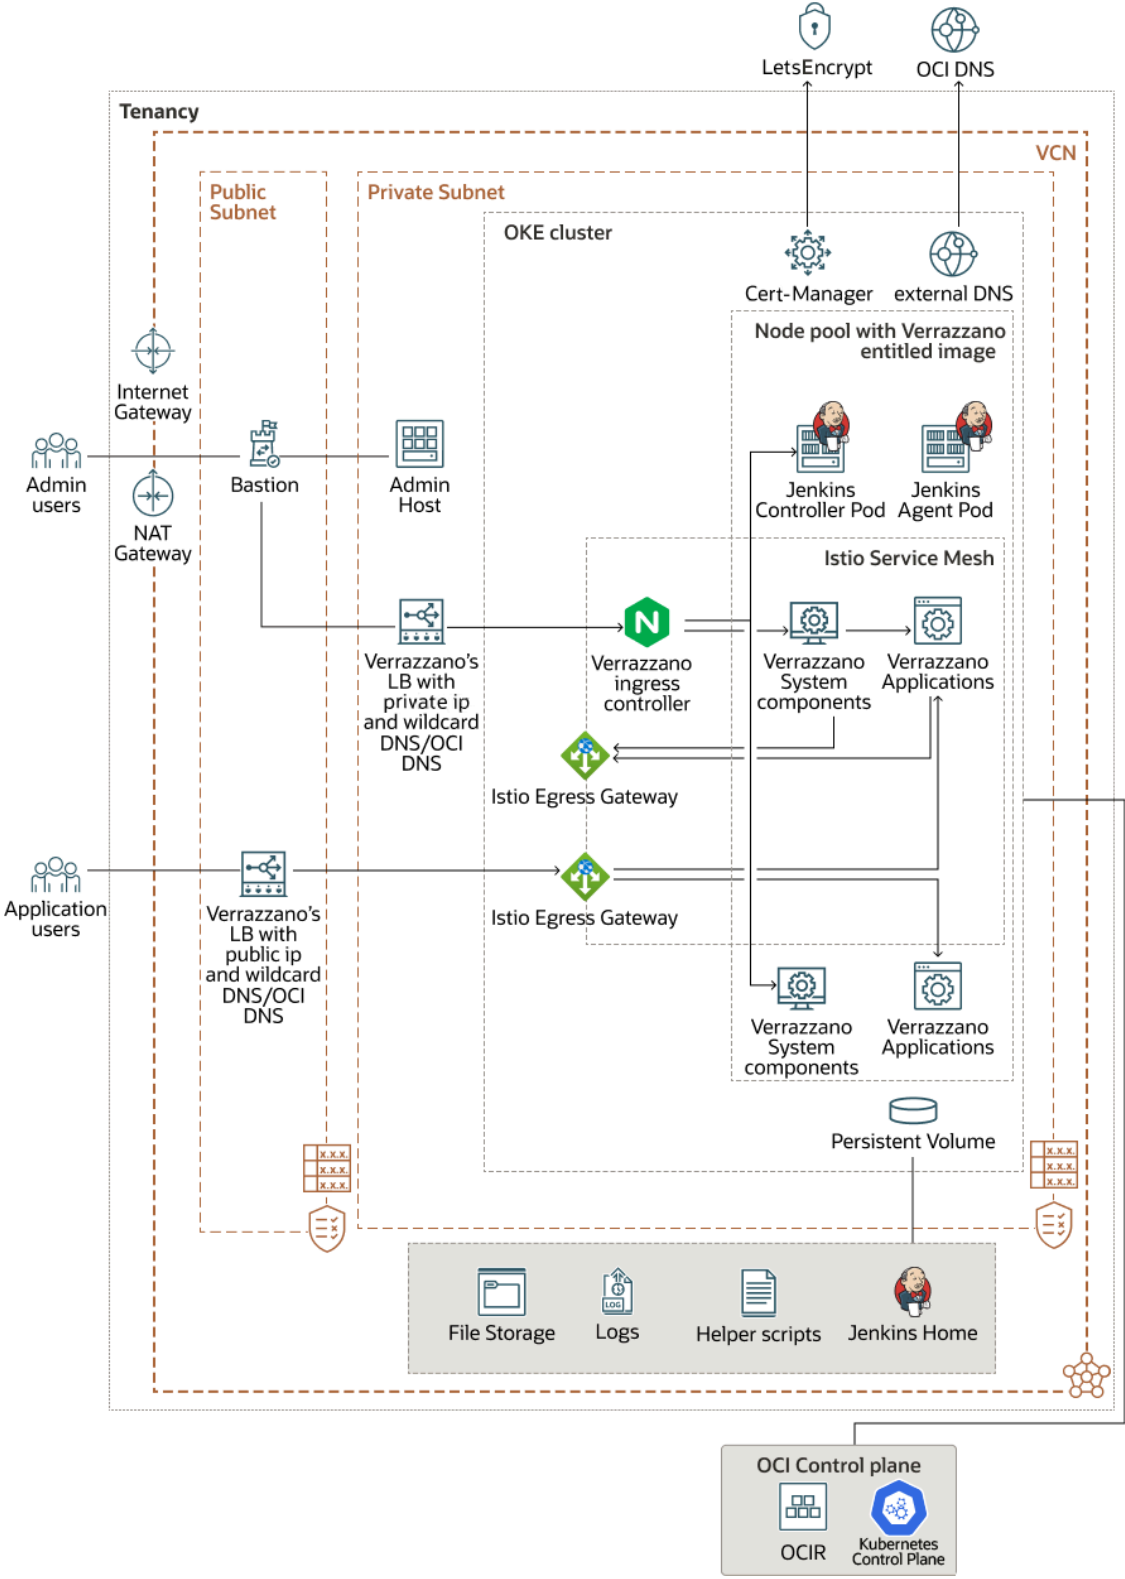 LetsEncrypt
OCI DNS
Tenancy
VCN
Public
Subnet
Private Subnet
OKE cluster
Cert-Manager
external DNS
Node pool with Verrazzano
entitled image
Internet
Gateway
Admin
users
Bastion
Admin
Host
NAT
Gateway
Jenkins
Controller Pod
Jenkins
Agent Pod
Istio Service Mesh
N
Verrazzano's
LB with
private ip
and wildcard
DNS/OCI
DNS
Verrazzano
ingress
controller
Verrazzano
System
components
Verrazzano
Applications
Istio Egress Gateway
Application
users
Verrazzano's
LB with
public ip
and wildcard
DNS/OCI
DNS
Istio Egress Gateway
Verrazzano
System
components
Verrazzano
Applications
Persistent Volume
x.x.x.
x.x.x.
x.x.x.
x.x.x.
x.x.x.
x.x.x.
File Storage
LOG
Logs
Helper scripts
Jenkins Home
OCI Control plane
OCIR
Kubernetes
Control Plane